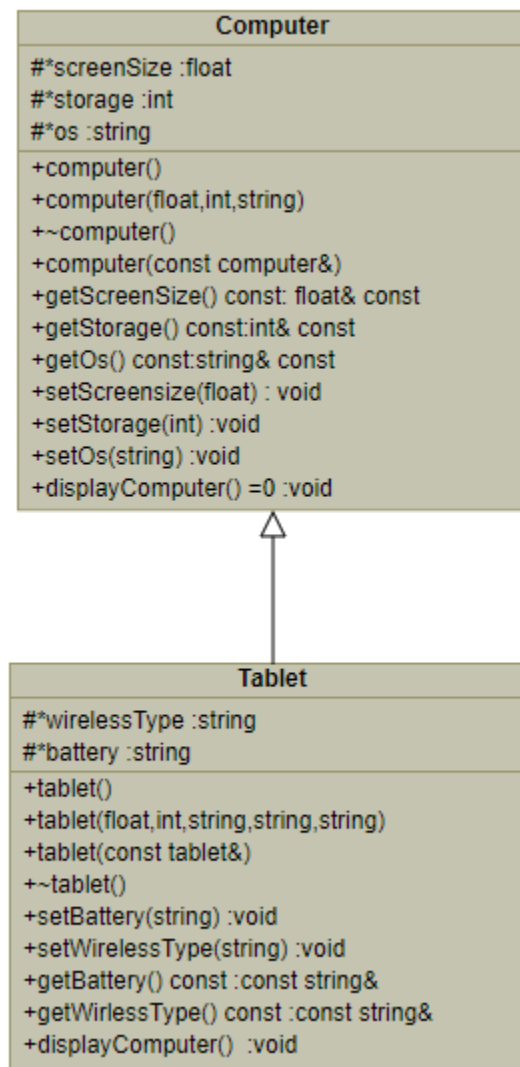 Computer
#*screenSize :float
#*storage :int
#*os :string
+computer()
+computer(float,int,string)
+~computer()
+computer(const computer&)
+getScreenSize() const: float& const
+getStorage() const:int& const
+getOs() const:string& const
+setScreensize(float) : void
+setStorage(int) :void
+setOs(string) :void
+displayComputer() =0 :void
Tablet
#*wirelessType :string
#*battery :string
+tablet()
+tablet(float,int,string,string,string)
+tablet(const tablet&)
+~tablet()
+setBattery(string) :void
+setWirelessType(string) :void
+getBattery() const :const string&
+getWirlessType() const :const string&
+displayComputer()  :void